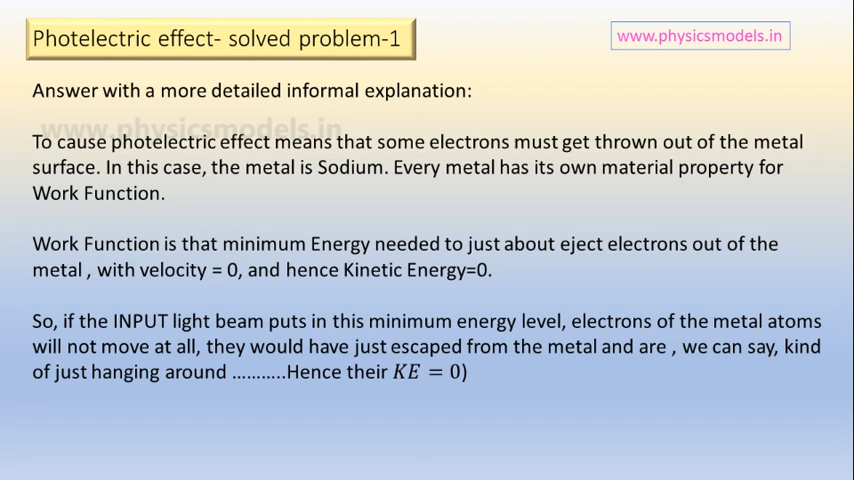 Photelectric effect- solved problem-1
www.physicsmodels.in
Answer with a more detailed informal explanation:
www.physicsmodels.in
To cause photelectric effect means that some electrons must get thrown out of the metal
surface. In this case, the metal is Sodium. Every metal has its own material property for
Work Function.
Work Function is that minimum Energy needed to just about eject electrons out of the
metal , with velocity = 0, and hence Kinetic Energy=0.
So, if the INPUT light beam puts in this minimum energy level, electrons of the metal atoms
will not move at all, they would have just escaped from the metal and are , we can say, kind
of just hanging around ………..Hence their 𝐾𝐸 = 0)